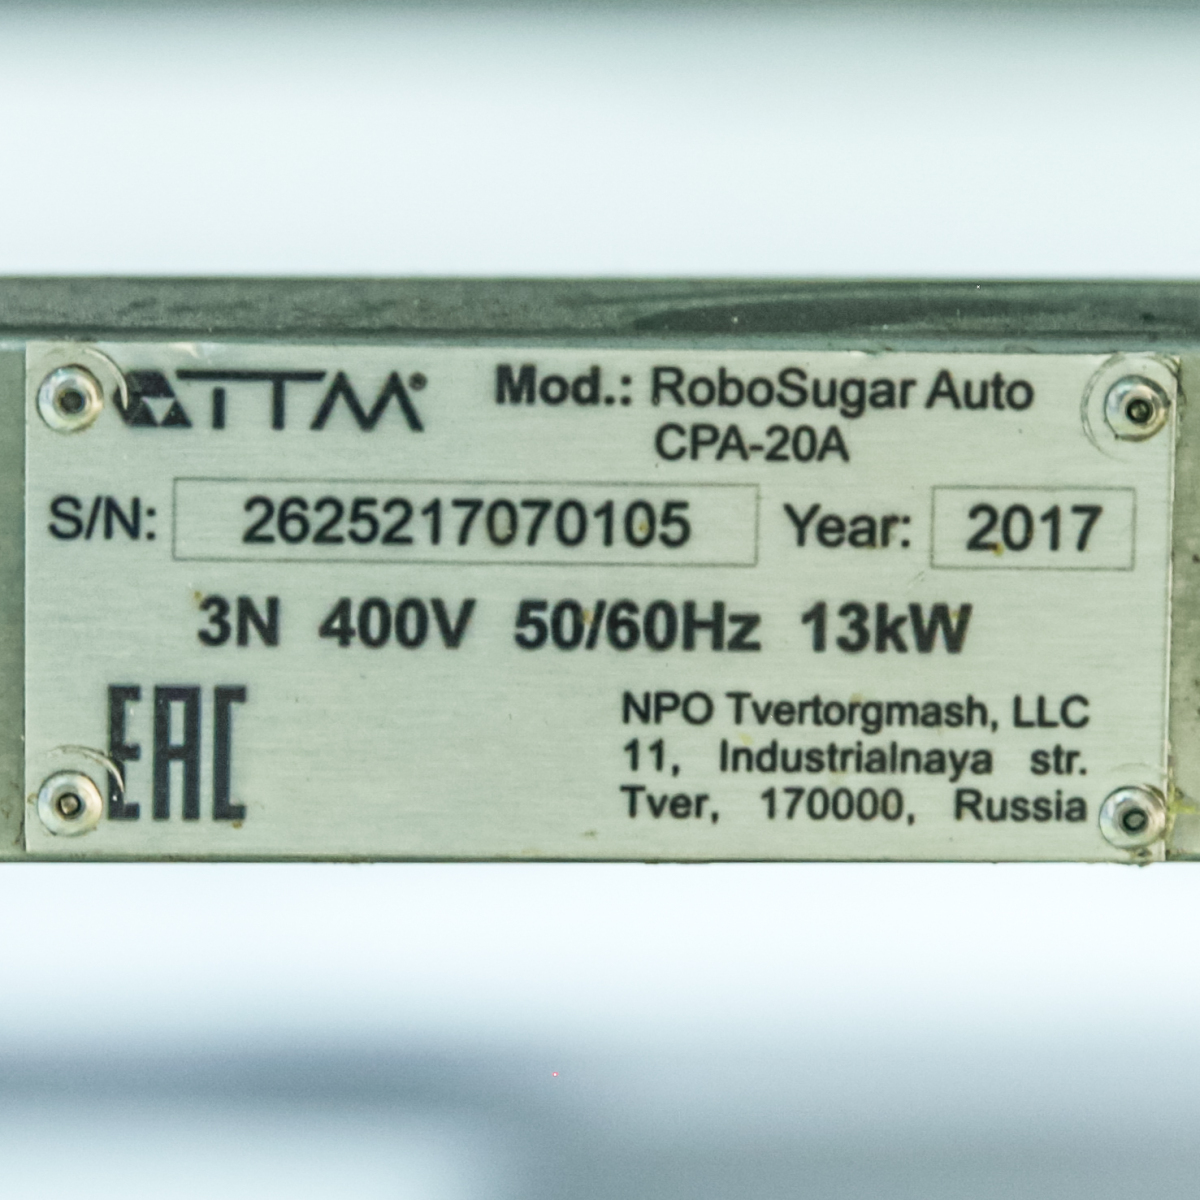 TTM® Mod.: RoboSugar Auto
CPA-20A
S/N: 2625217070105 Year: 2017
3N 400V 50/60Hz 13kW
EAC
NPO Tvertorgmash, LLC
11, Industrialnaya str.
Tver, 170000, Russia